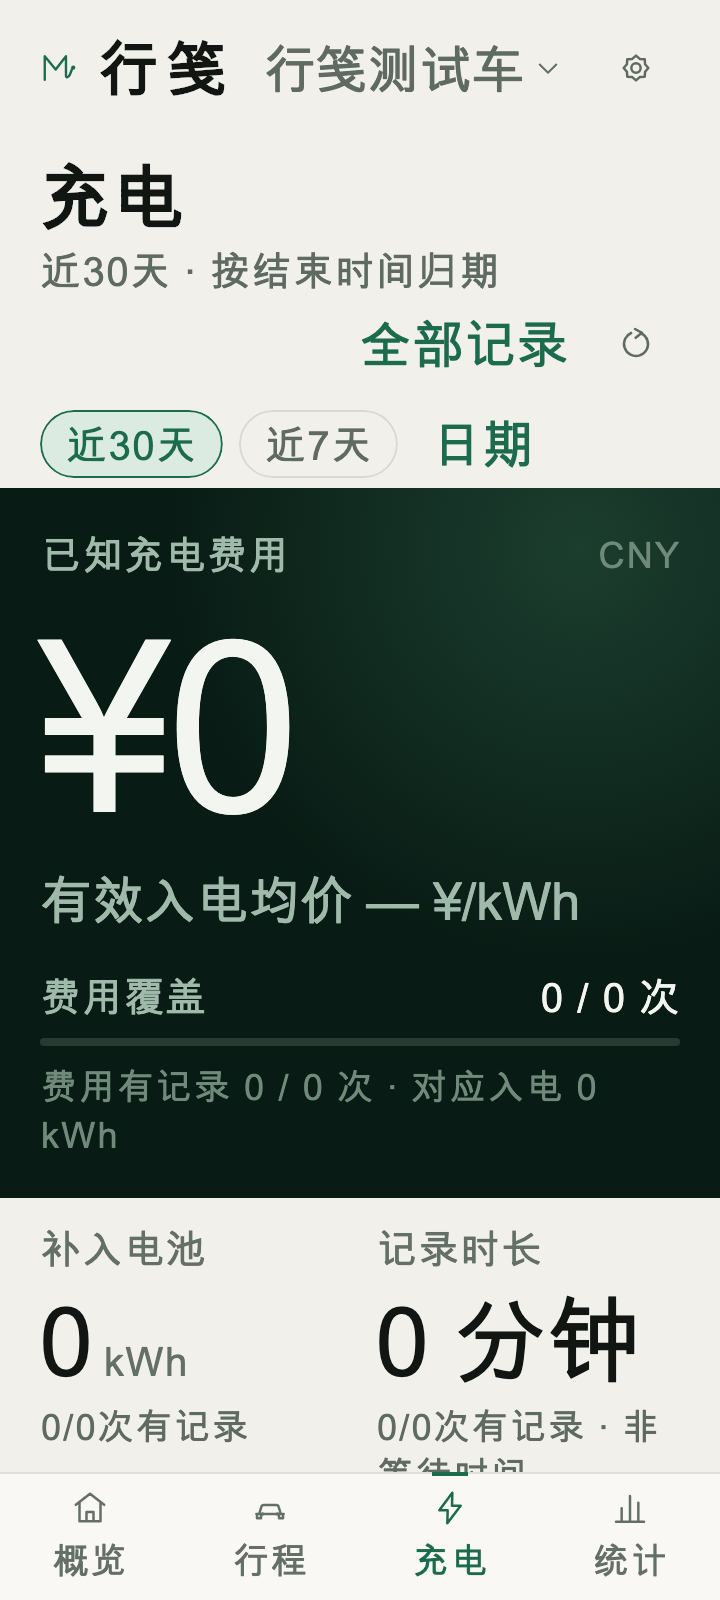 行笺 行笺测试车
充电
近30天 · 按结束时间归期
全部记录
近30天 近7天 日期
已知充电费用 CNY
¥0
有效入电均价 — ¥/kWh
费用覆盖 0 / 0 次
费用有记录 0 / 0 次 · 对应入电 0
kWh
补入电池 记录时长
0 kWh 0 分钟
0/0次有记录 0/0次有记录 · 非
等待时间
概览 行程 充电 统计